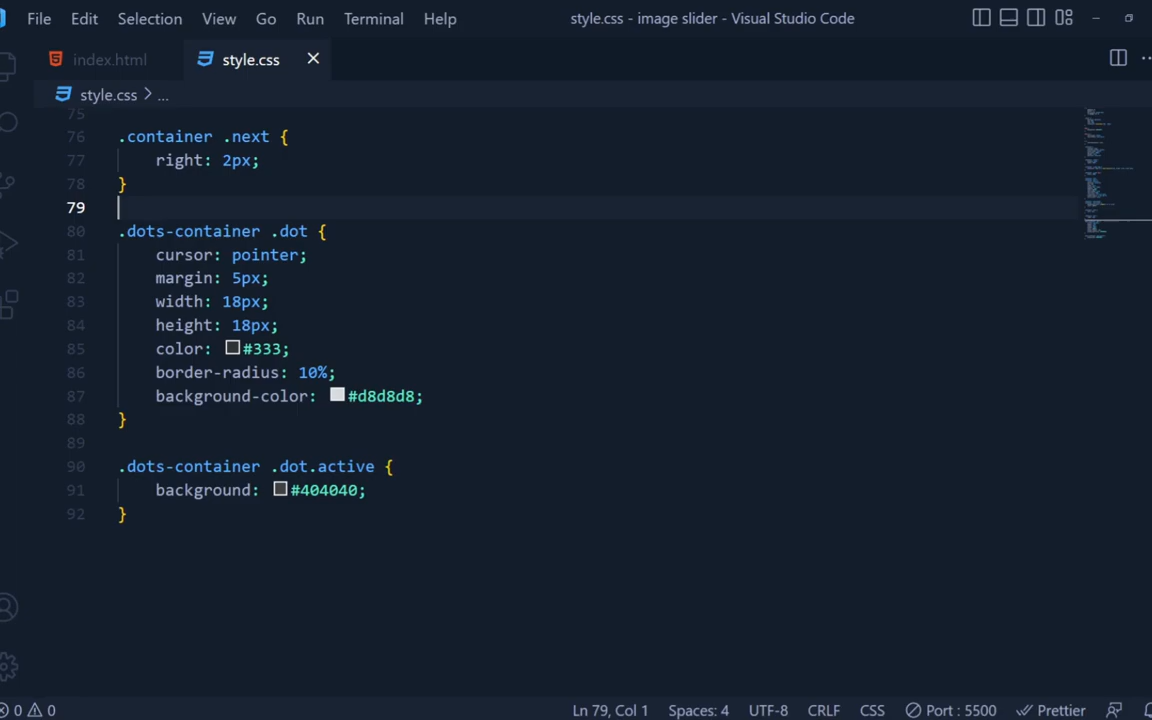 File Edit Selection View Go Run Terminal Help style.css - image slider - Visual Studio Code
index.html style.css
style.css > ...
75
76 .container .next {
77 right: 2px;
78 }
79
80 .dots-container .dot {
81 cursor: pointer;
82 margin: 5px;
83 width: 18px;
84 height: 18px;
85 color: #333;
86 border-radius: 10%;
87 background-color: #d8d8d8;
88 }
89
90 .dots-container .dot.active {
91 background: #404040;
92 }
0 0 Ln 79, Col 1 Spaces: 4 UTF-8 CRLF CSS Port : 5500 Prettier